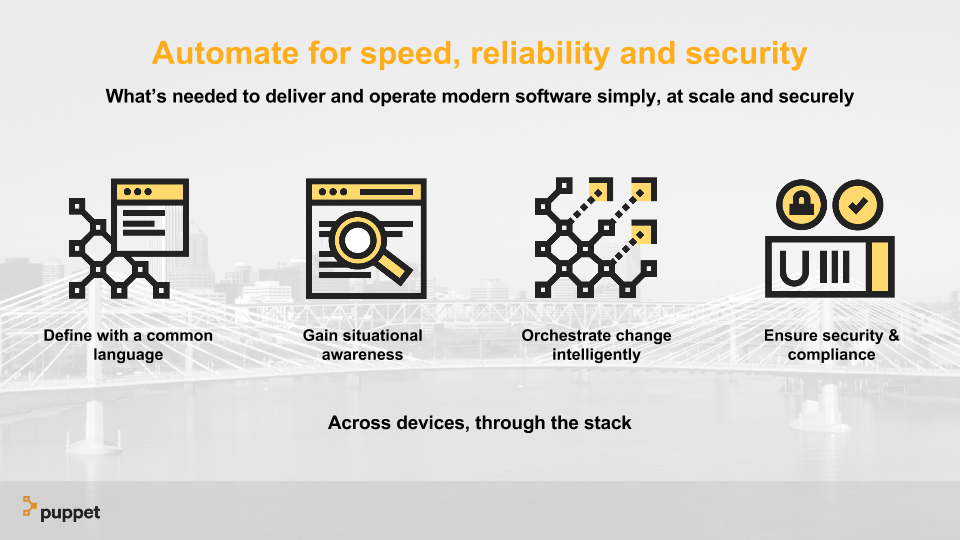 Automate for speed, reliability and security
What’s needed to deliver and operate modern software simply, at scale and securely
Define with a common
language
Gain situational
awareness
Orchestrate change
intelligently
Ensure security &
compliance
Across devices, through the stack
puppet